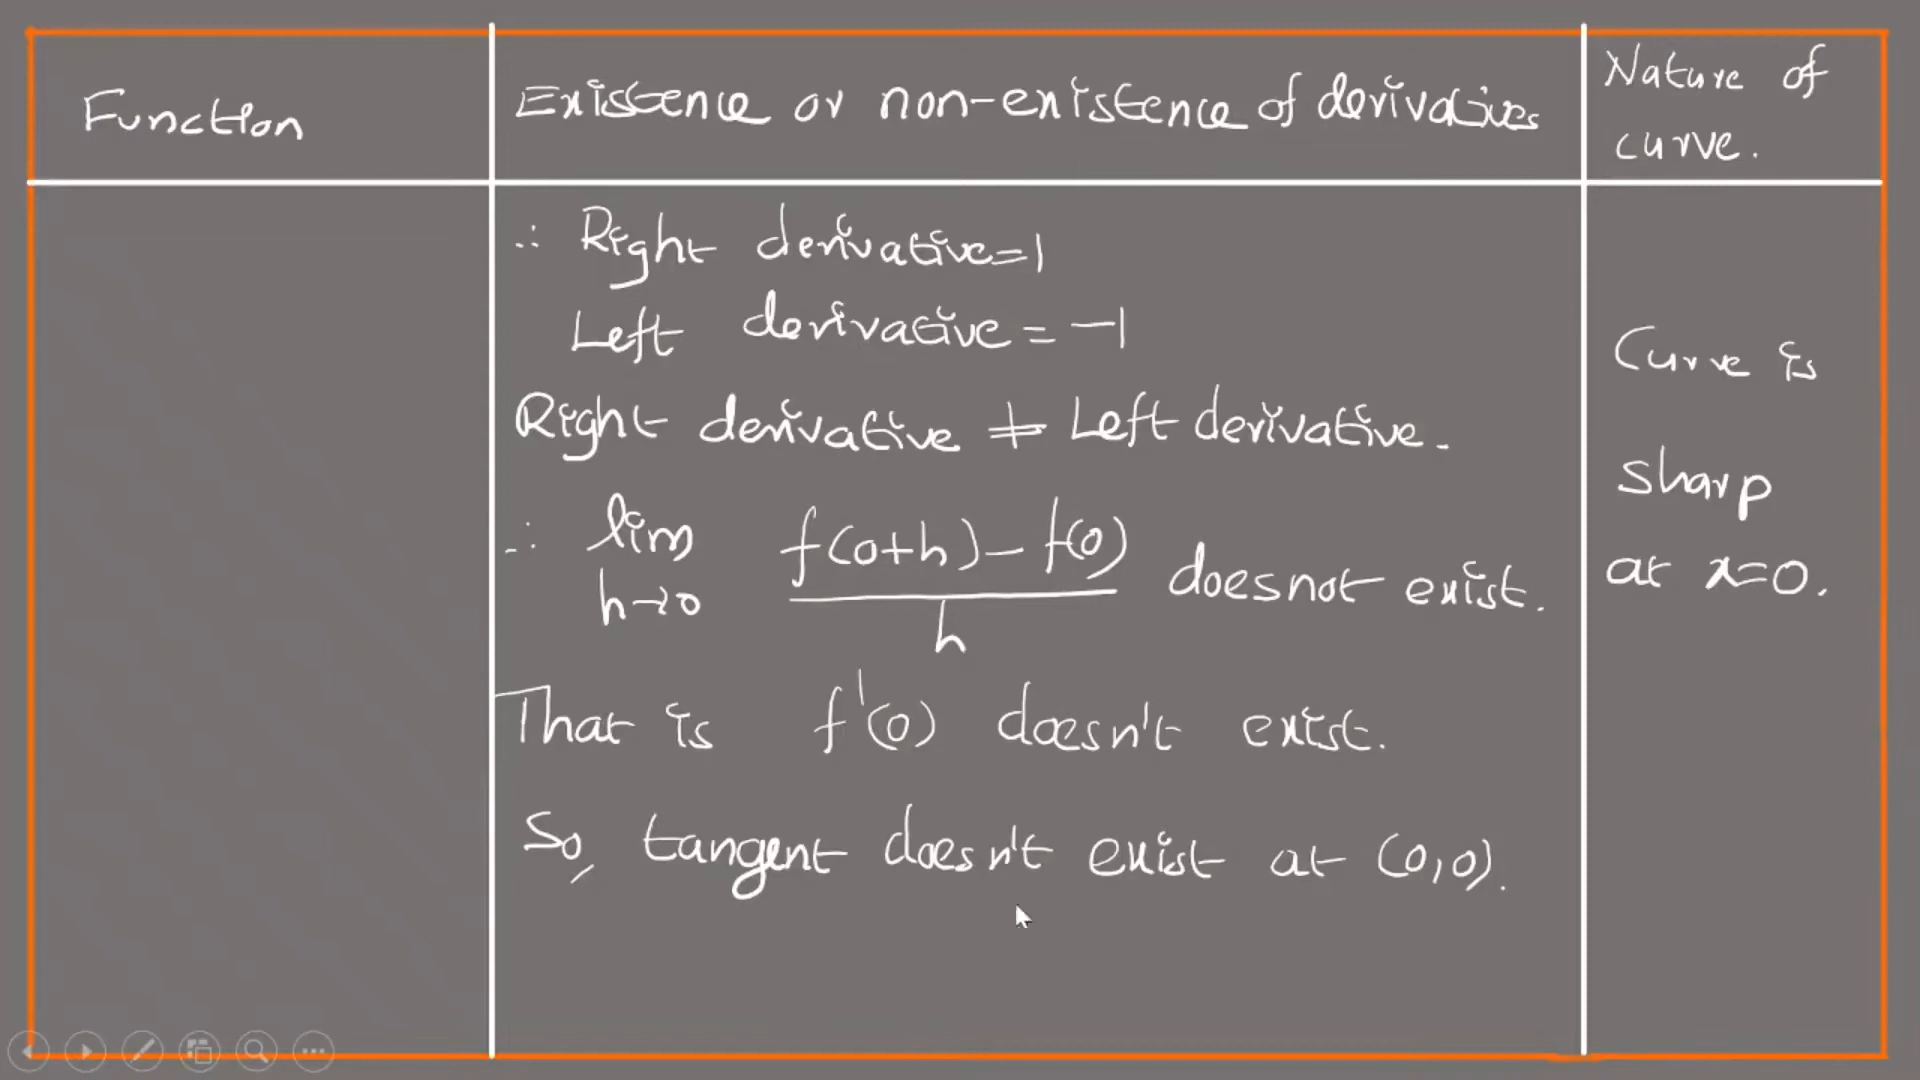 Function
Existence or non-existence of derivatives
Nature of
curve.
∴ Right derivative=1
Left derivative = -1
Right derivative ≠ Left derivative.
∴ lim h→0 f(0+h) - f(0) / h does not exist.
That is f'(0) doesn't exist.
So, tangent doesn't exist at (0,0).
Curve is
sharp
at x=0.